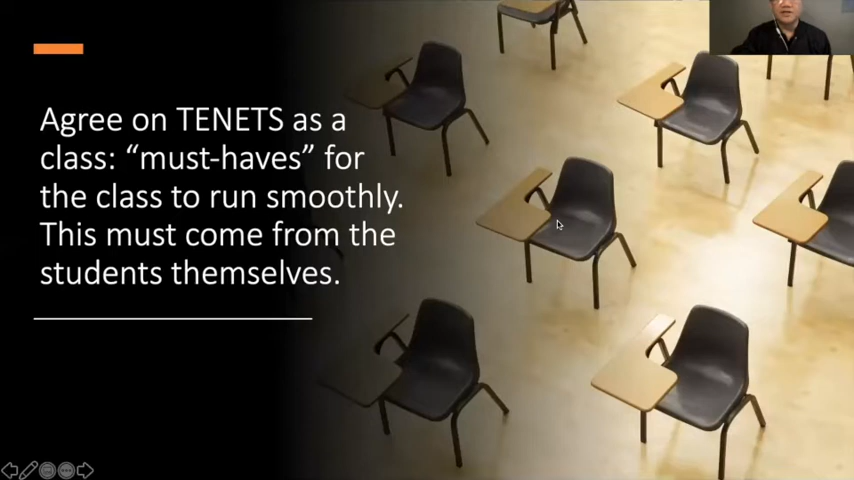 Agree on TENETS as a
class: “must-haves” for
the class to run smoothly.
This must come from the
students themselves.